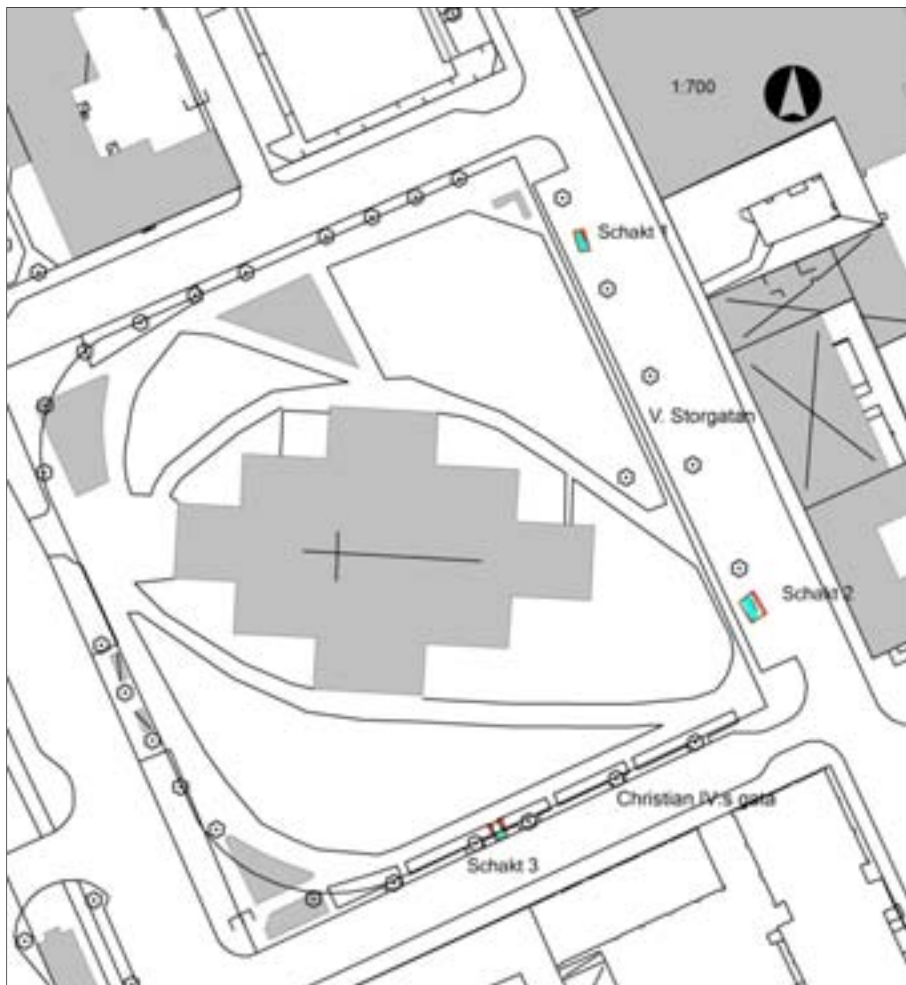 1:700
Schakt 1
V. Storgatan
Schakt 2
Christian IV:s gata
Schakt 3